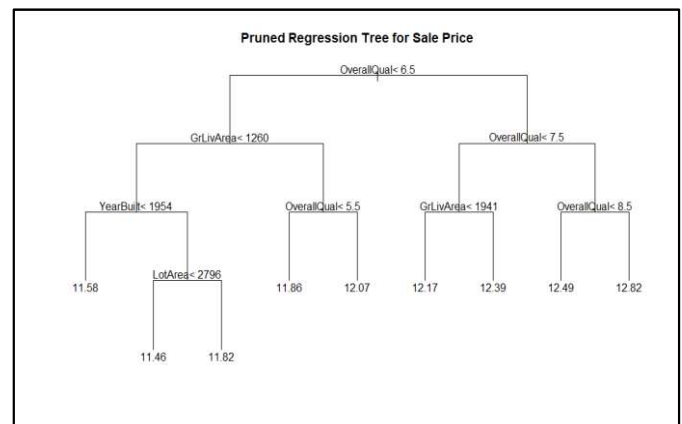 Pruned Regression Tree for Sale Price
OverallQual< 6.5
GrLivArea< 1260
OverallQual< 7.5
YearBuilt< 1954
OverallQual< 5.5
GrLivArea< 1941
OverallQual< 8.5
LotArea< 2796
11.58
11.86
12.07
12.17
12.39
12.49
12.82
11.46
11.82